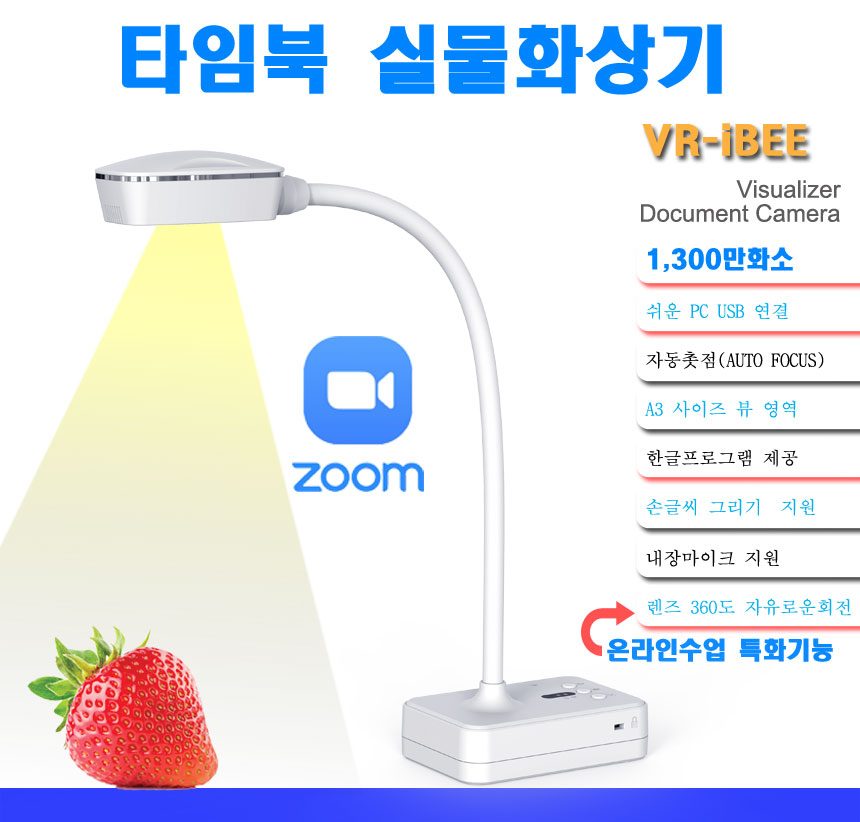 타임북 실물화상기
VR-iBEE
Visualizer
Document Camera
1,300만화소
쉬운 PC USB 연결
자동촛점(AUTO FOCUS)
A3 사이즈 뷰 영역
한글프로그램 제공
손글씨 그리기 지원
내장마이크 지원
렌즈 360도 자유로운회전
온라인수업 특화기능
zoom